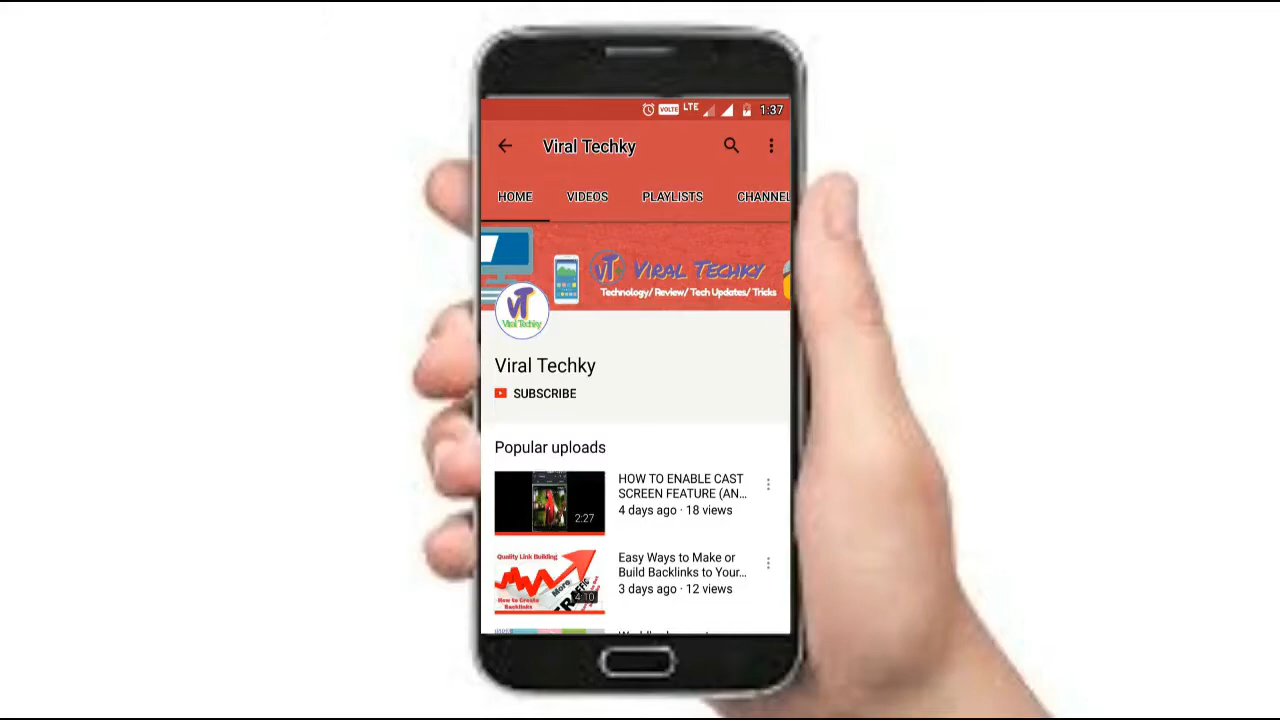 VOLTE LTE 1:37
Viral Techky
HOME VIDEOS PLAYLISTS CHANNEL
VT VIRAL TECHKY
Technology/ Review/ Tech Updates/ Tricks
VT
Viral Techky
Viral Techky
SUBSCRIBE
Popular uploads
HOW TO ENABLE CAST
SCREEN FEATURE (AN...
4 days ago · 18 views
2:27
Quality Link Building
More
TRAFFIC
How to Create
Backlinks
4:10
Easy Ways to Make or
Build Backlinks to Your...
3 days ago · 12 views